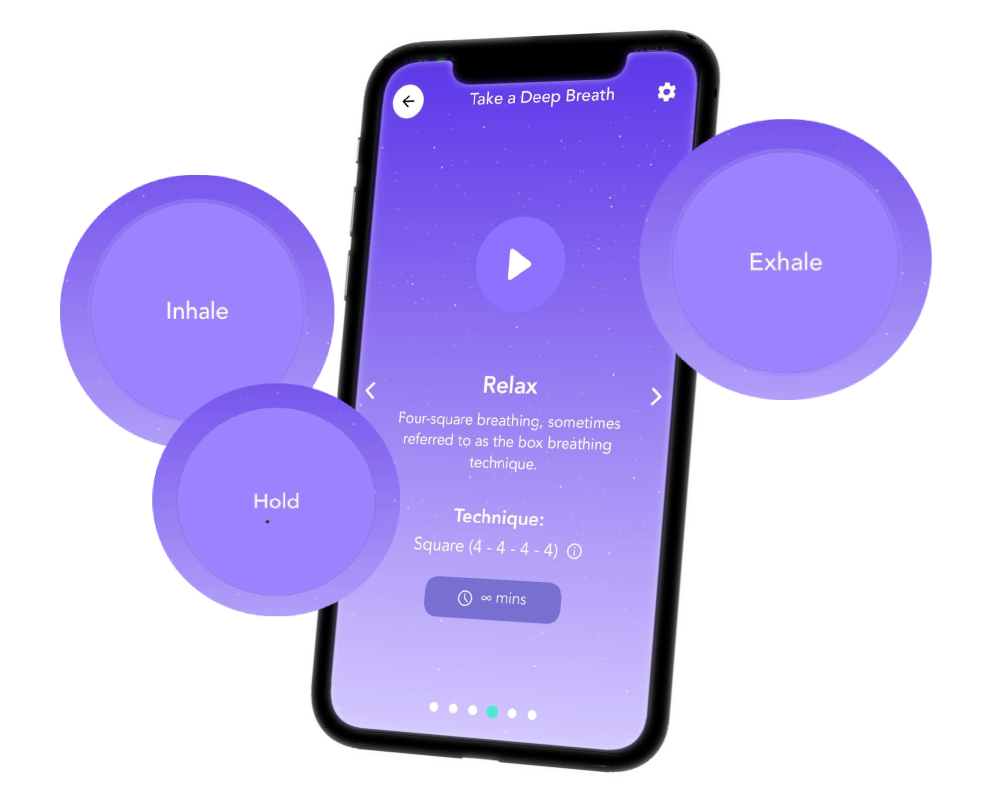 Take a Deep Breath
Inhale
Exhale
Hold
Relax
Four-square breathing, sometimes
referred to as the box breathing
technique.
Technique:
Square (4 - 4 - 4 - 4) ⓘ
∞ mins